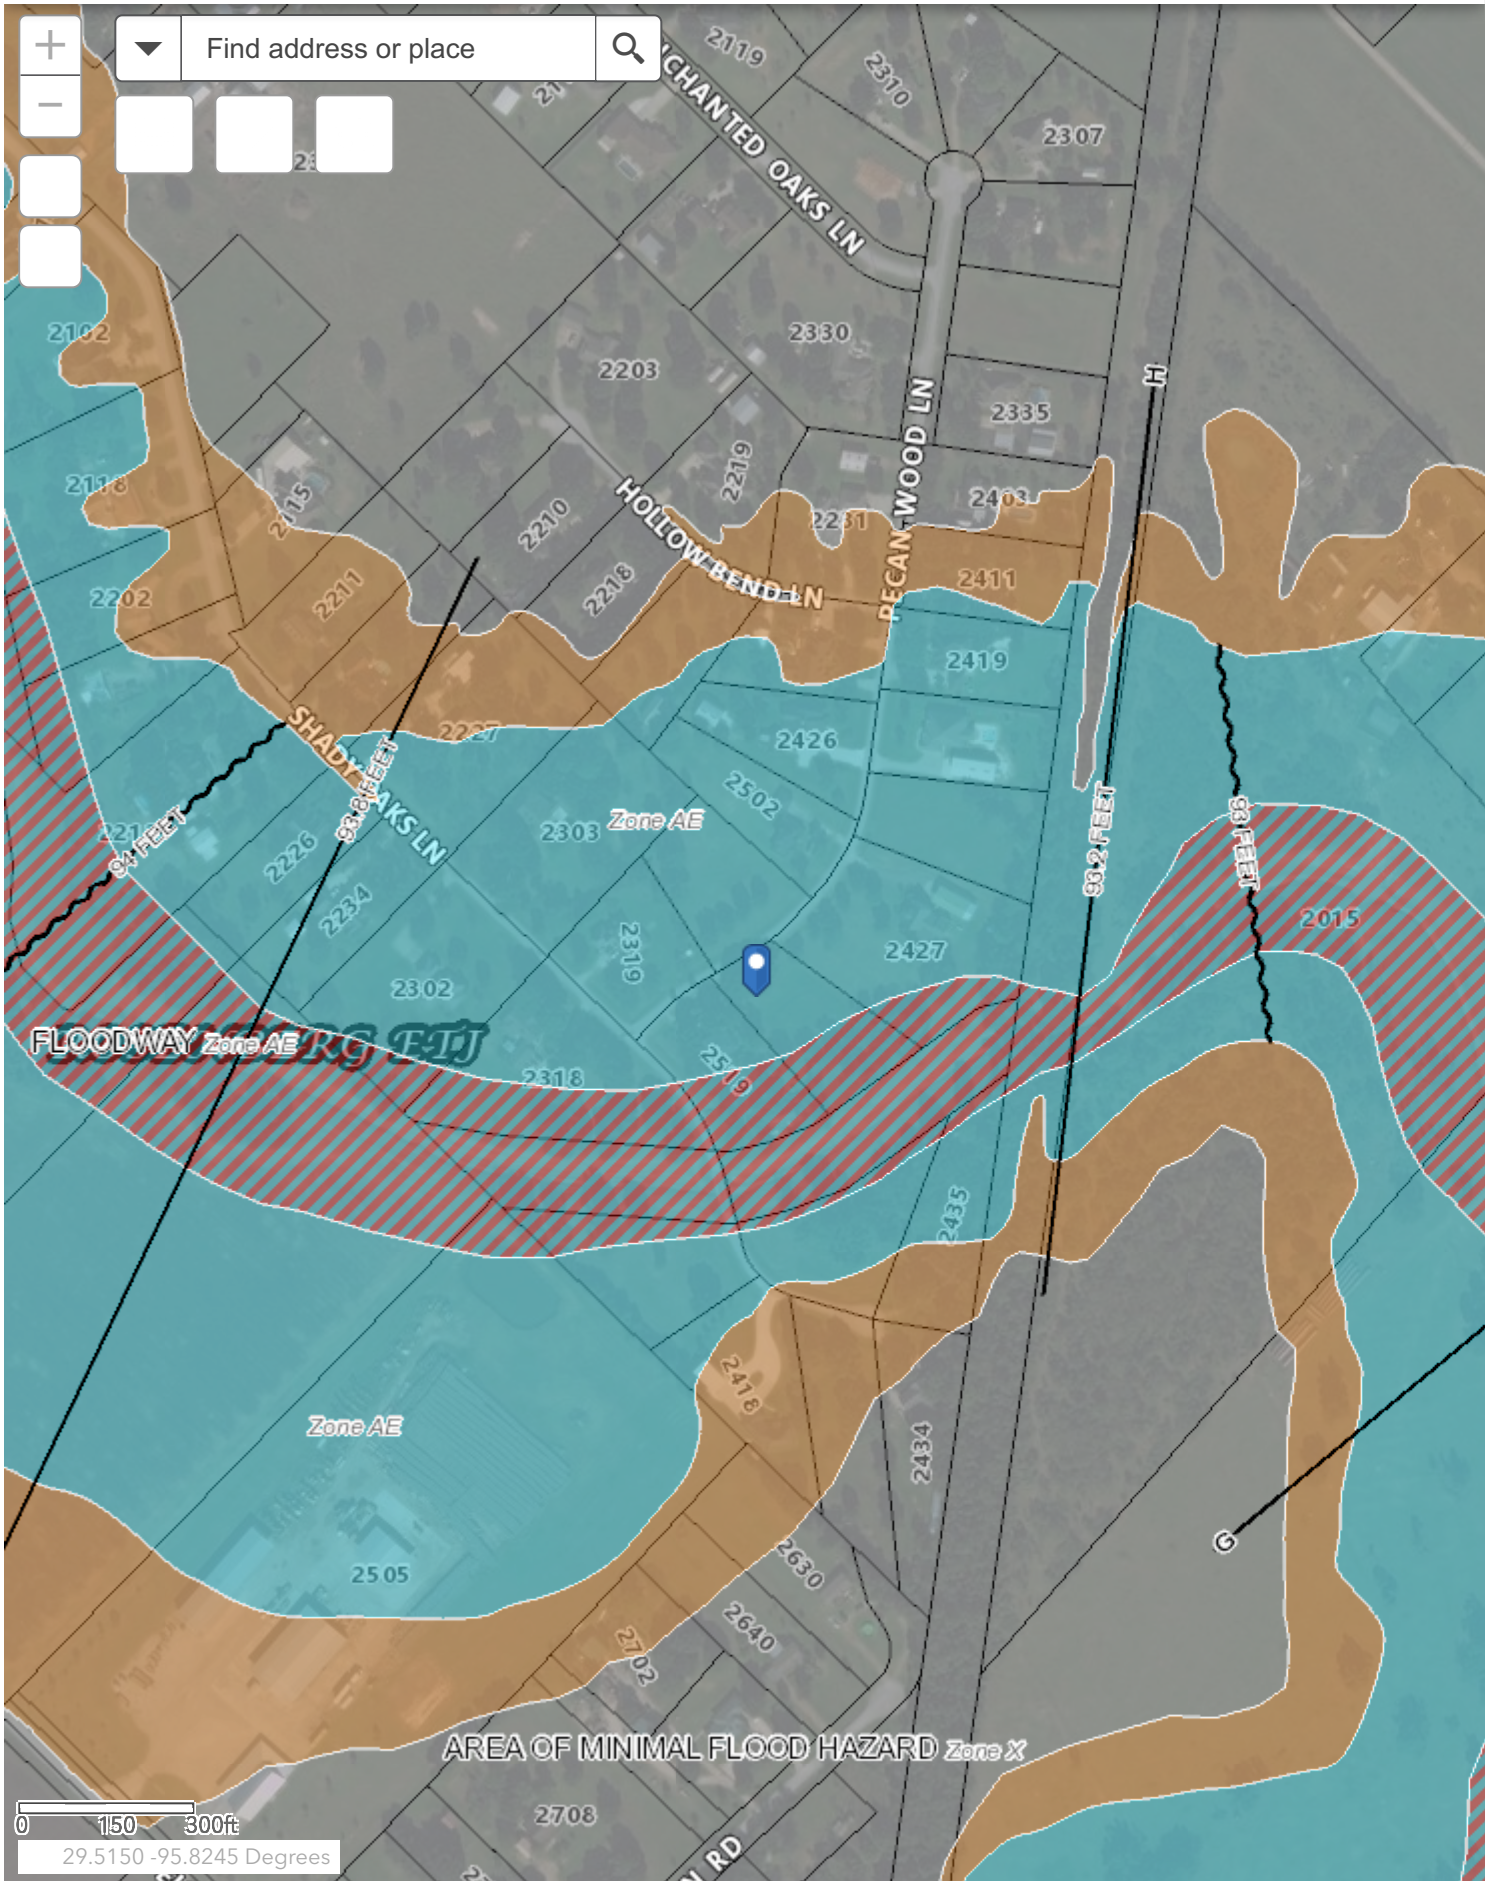 +
Find address or place
−
2119
2310
2307
ENCHANTED OAKS LN
2102
2330
2203
H
2335
PECAN WOOD LN
2219
2118
2115
2210
HOLLOW BEND LN
2231
2403
2202
2211
2218
2411
2419
SHADY OAKS LN
2227
2426
2502
2303
Zone AE
94 FEET
93.8 FEET
93.2 FEET
93 FEET
2226
2234
2015
2319
2427
2302
FLOODWAY Zone AE
2318
2519
2435
2418
Zone AE
2434
G
2505
2630
2640
2702
AREA OF MINIMAL FLOOD HAZARD Zone X
2708
0 150 300ft
29.5150 -95.8245 Degrees
N RD